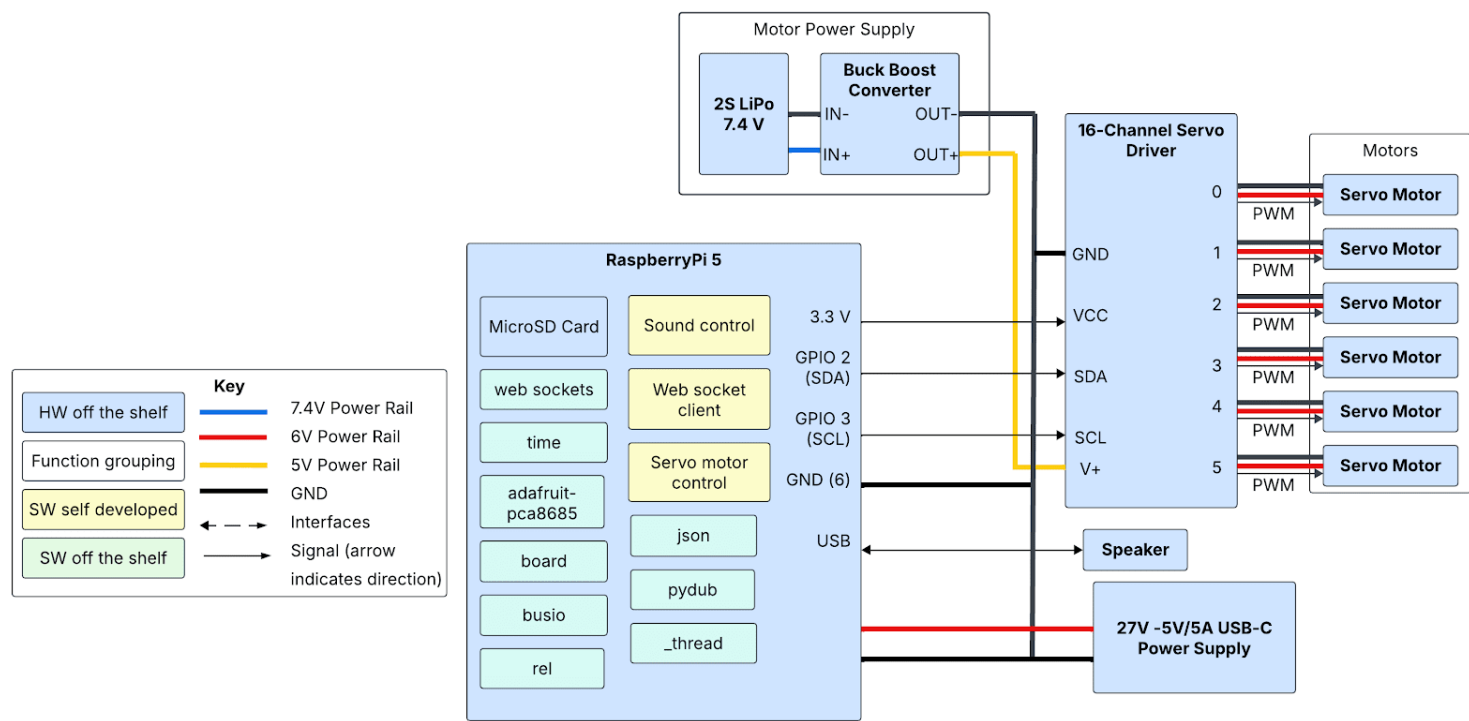 Motor Power Supply
2S LiPo
7.4 V
Buck Boost
Converter
IN-
OUT-
IN+
OUT+
16-Channel Servo
Driver
GND
VCC
SDA
SCL
V+
0
1
2
3
4
5
PWM
PWM
PWM
PWM
PWM
PWM
Motors
Servo Motor
Servo Motor
Servo Motor
Servo Motor
Servo Motor
Servo Motor
RaspberryPi 5
MicroSD Card
web sockets
time
adafruit-
pca8685
board
busio
rel
Sound control
Web socket
client
Servo motor
control
json
pydub
_thread
3.3 V
GPIO 2
(SDA)
GPIO 3
(SCL)
GND (6)
USB
Speaker
27V -5V/5A USB-C
Power Supply
Key
HW off the shelf
Function grouping
SW self developed
SW off the shelf
7.4V Power Rail
6V Power Rail
5V Power Rail
GND
Interfaces
Signal (arrow
indicates direction)